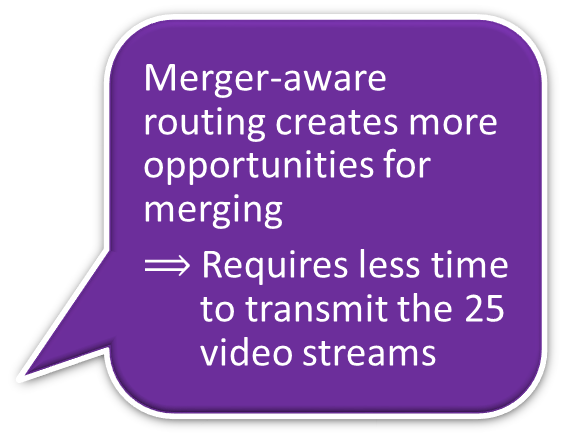 Merger-aware
routing creates more
opportunities for
merging
⟹ Requires less time
to transmit the 25
video streams